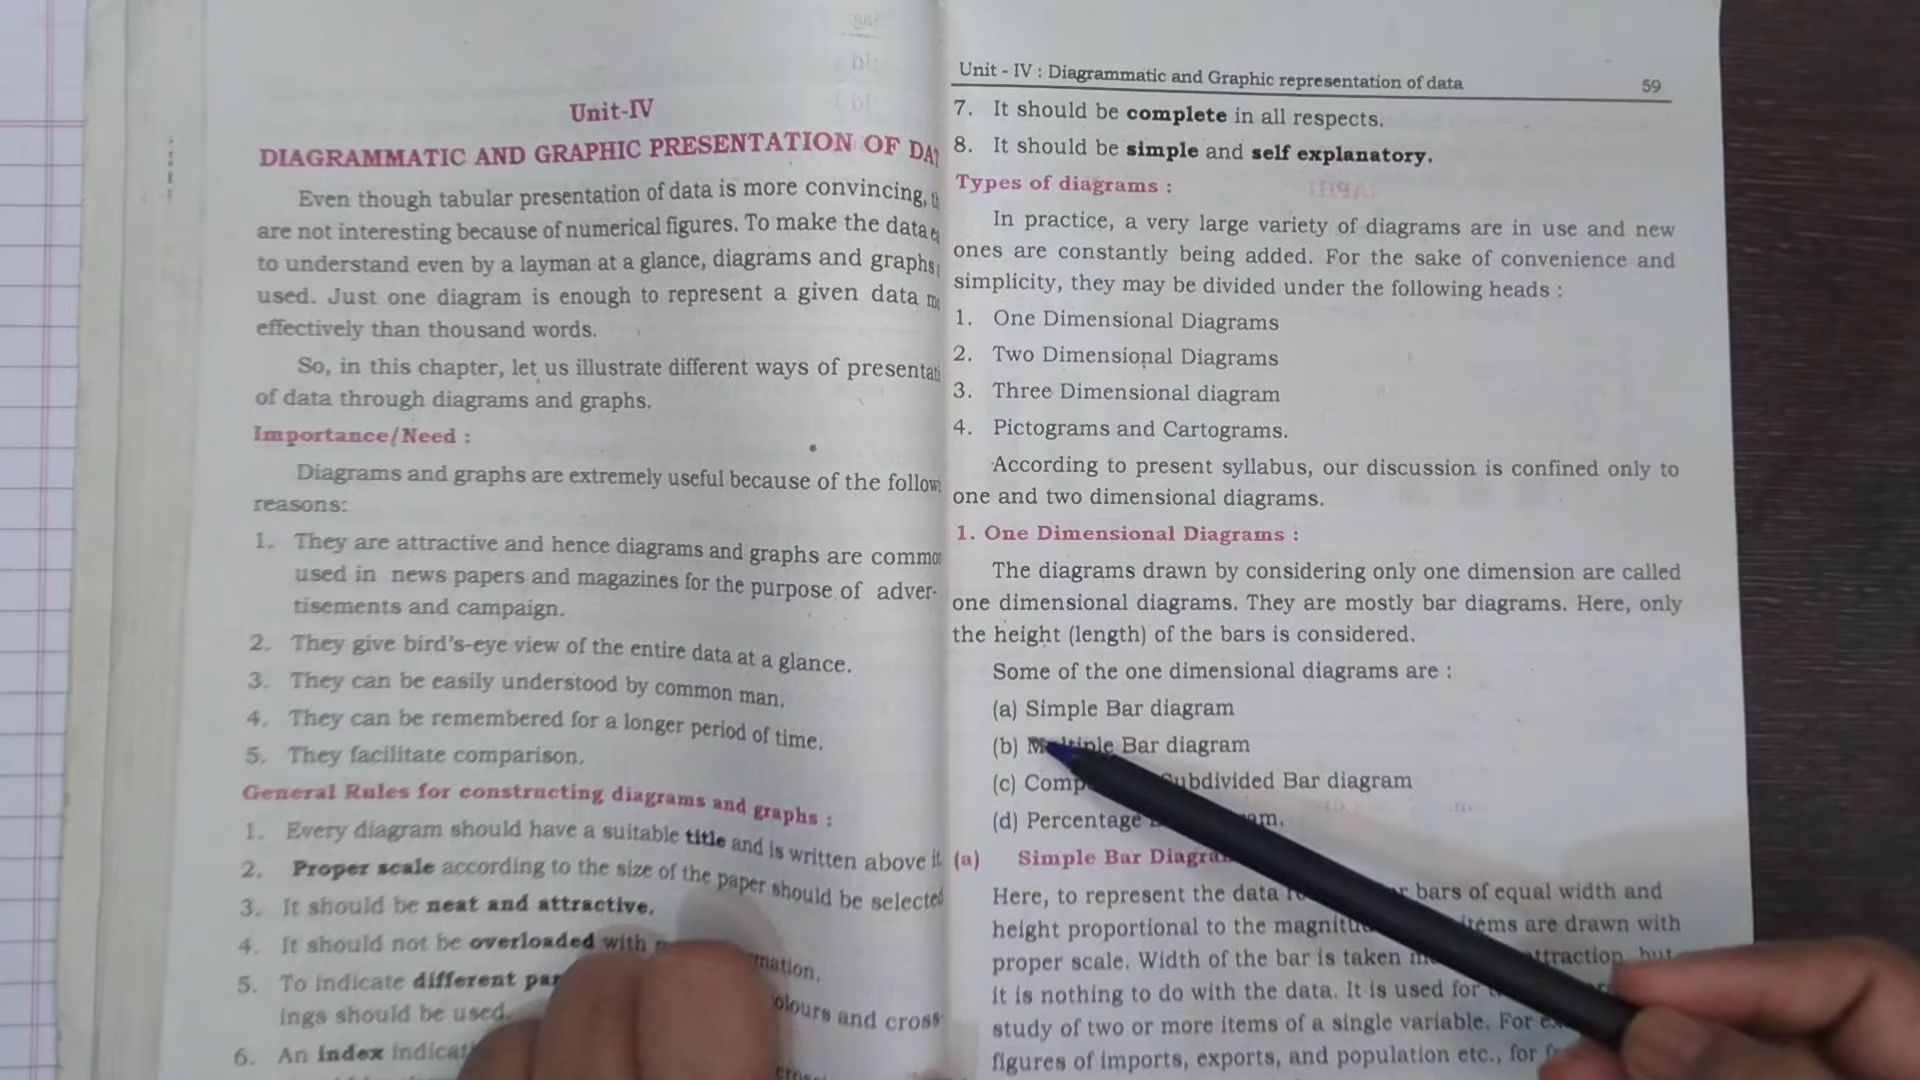 Unit-IV
DIAGRAMMATIC AND GRAPHIC PRESENTATION OF DA
Even though tabular presentation of data is more convincing,
are not interesting because of numerical figures. To make the data
to understand even by a layman at a glance, diagrams and graphs
used. Just one diagram is enough to represent a given data
effectively than thousand words.
So, in this chapter, let us illustrate different ways of presentati
of data through diagrams and graphs.
Importance/Need :
Diagrams and graphs are extremely useful because of the followi
reasons:
1. They are attractive and hence diagrams and graphs are common
used in news papers and magazines for the purpose of adver-
tisements and campaign.
2. They give bird's-eye view of the entire data at a glance.
3. They can be easily understood by common man.
4. They can be remembered for a longer period of time.
5. They facilitate comparison.
General Rules for constructing diagrams and graphs :
1. Every diagram should have a suitable title and is written above it
2. Proper scale according to the size of the paper should be selected
3. It should be neat and attractive.
4. It should not be overloaded with mation.
5. To indicate different par olours and cross
ings should be used.
6. An index indicati
Unit - IV : Diagrammatic and Graphic representation of data 59
7. It should be complete in all respects.
8. It should be simple and self explanatory.
Types of diagrams :
In practice, a very large variety of diagrams are in use and new
ones are constantly being added. For the sake of convenience and
simplicity, they may be divided under the following heads :
1. One Dimensional Diagrams
2. Two Dimensional Diagrams
3. Three Dimensional diagram
4. Pictograms and Cartograms.
According to present syllabus, our discussion is confined only to
one and two dimensional diagrams.
1. One Dimensional Diagrams :
The diagrams drawn by considering only one dimension are called
one dimensional diagrams. They are mostly bar diagrams. Here, only
the height (length) of the bars is considered.
Some of the one dimensional diagrams are :
(a) Simple Bar diagram
(b) Multiple Bar diagram
(c) Comp Subdivided Bar diagram
(d) Percentage am.
(a) Simple Bar Diagra
Here, to represent the data bars of equal width and
height proportional to the magnitu items are drawn with
proper scale. Width of the bar is taken attraction, but
it is nothing to do with the data. It is used for
study of two or more items of a single variable. For
figures of imports, exports, and population etc., for